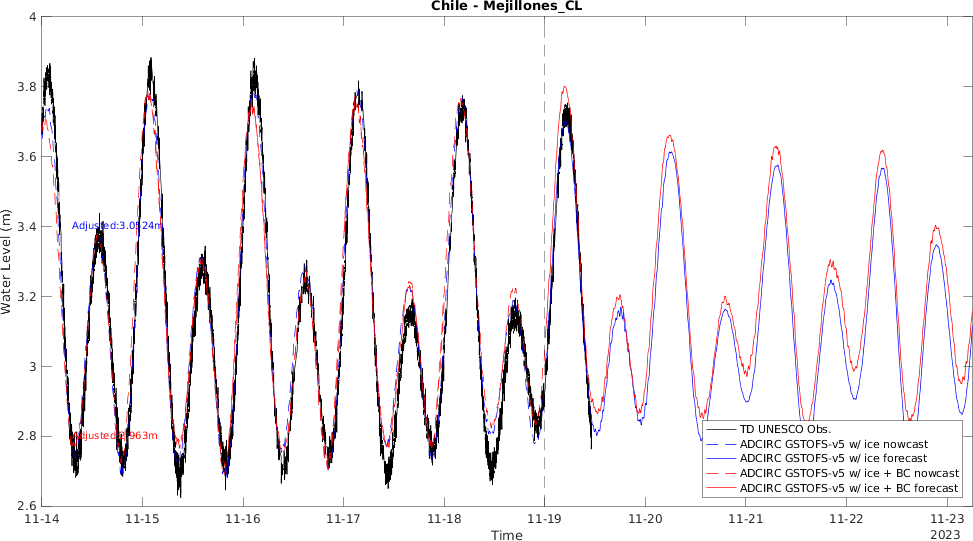 Chile - Mejillones_CL
4
3.8
3.6
3.4
3.2
3
2.8
2.6
Water Level (m)
Adjusted:3.0524m
TD UNESCO Obs.
ADCIRC GSTOFS-v5 w/ ice nowcast
ADCIRC GSTOFS-v5 w/ ice forecast
ADCIRC GSTOFS-v5 w/ ice + BC nowcast
ADCIRC GSTOFS-v5 w/ ice + BC forecast
11-14 11-15 11-16 11-17 11-18 11-19 11-20 11-21 11-22 11-23
Time
2023